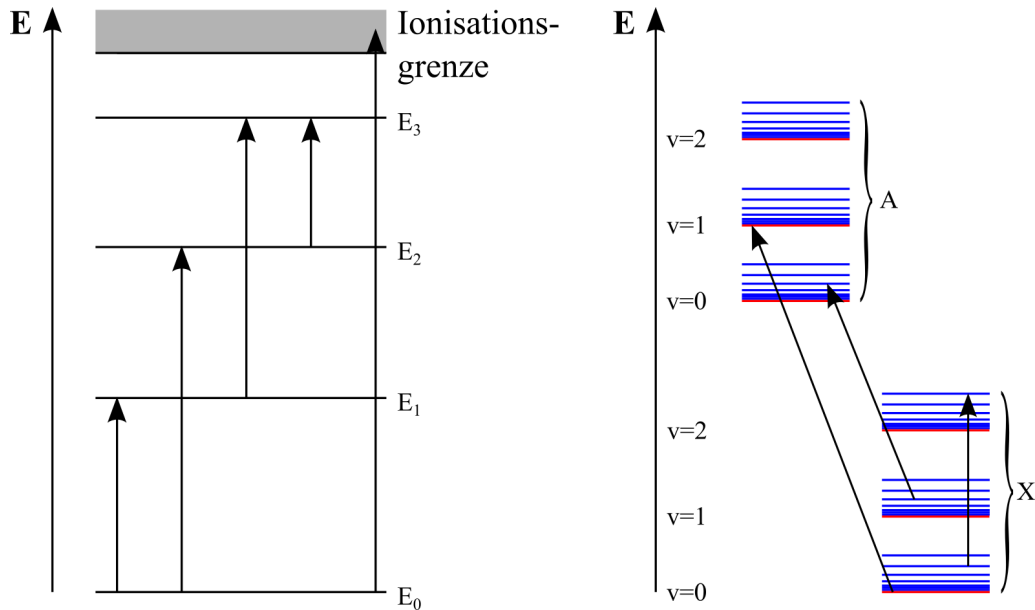 E
Ionisations-
grenze
E₃
E₂
E₁
E₀
E
v=2
v=1
v=0
A
v=2
v=1
v=0
X